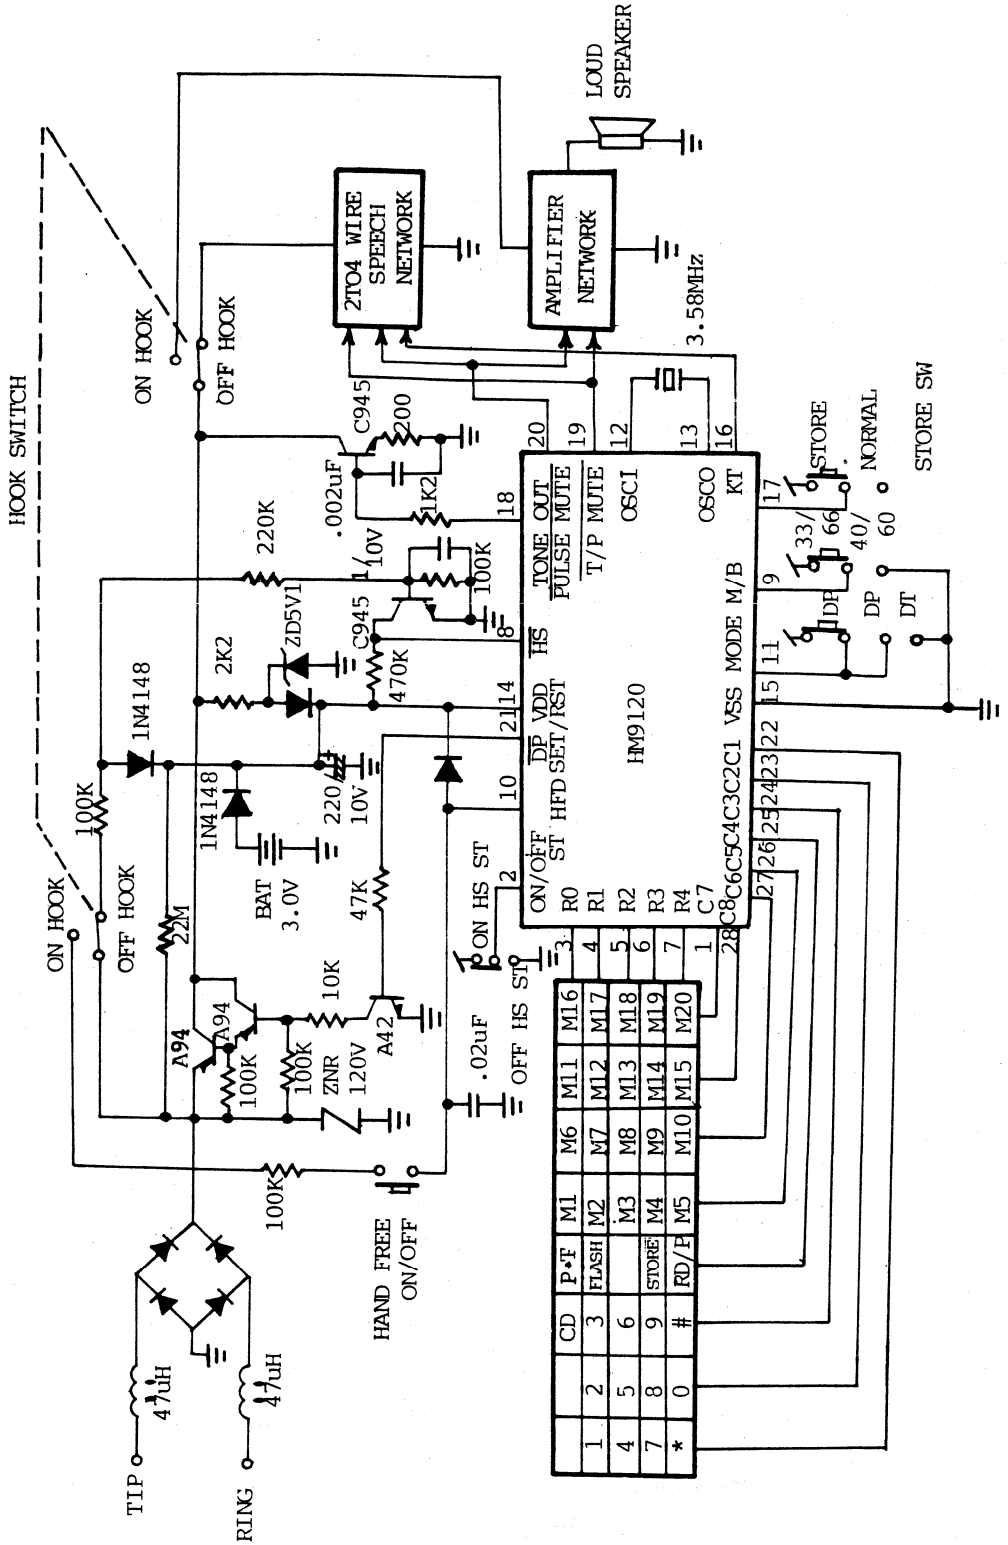 HOOK SWITCH
ON HOOK
OFF HOOK
ON HOOK
OFF HOOK
TIP
47uH
RING
47uH
100K
1N4148
220K
22M
1N4148
BAT
3.0V
2K2
ZD5V1
220/
10V
A94
A94
100K
100K
10K
ZNR
120V
A42
47K
470K
C945
1/
10V
100K
.002uF
1K2
C945
200
2TO4 WIRE
SPEECH
NETWORK
AMPLIFIER
NETWORK
LOUD
SPEAKER
3.58MHz
100K
HAND FREE
ON/OFF
.02uF
ON HS ST
OFF HS ST
2
10
21
14
8
18
20
19
12
13
16
ON/OFF
ST
HFD
DP
SET/RST
VDD
HS
TONE OUT
PULSE MUTE
T/P MUTE
OSCI
OSCO
KT
HM9120
R0
R1
R2
R3
R4
C7
C8
C6
C5
C4
C3
C2
C1
VSS
MODE
M/B
3
4
5
6
7
1
28
27
26
25
24
23
22
15
11
9
17
DP
DP
DT
33/
66
40/
60
STORE
NORMAL
STORE SW
CD P•T M1 M6 M11 M16
1 2 3 FLASH M2 M7 M12 M17
4 5 6 M3 M8 M13 M18
7 8 9 STORE M4 M9 M14 M19
* 0 # RD/P M5 M10 M15 M20